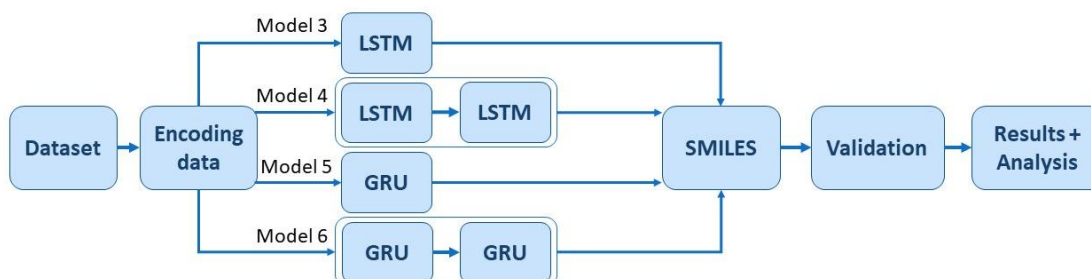 Model 3
LSTM
Model 4
LSTM
LSTM
Dataset
Encoding
data
SMILES
Validation
Results +
Analysis
Model 5
GRU
Model 6
GRU
GRU